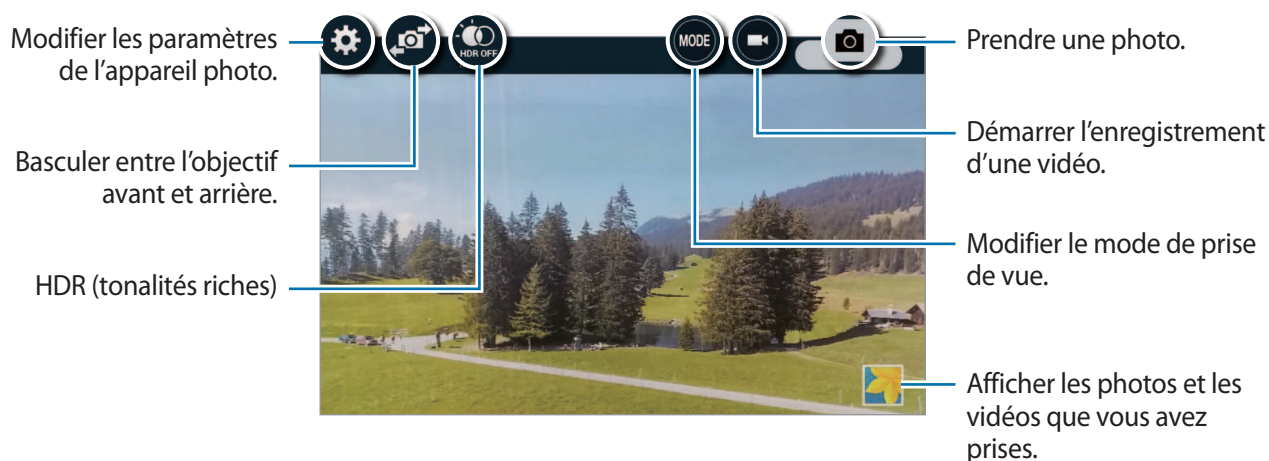 Modifier les paramètres
de l'appareil photo.
Basculer entre l'objectif
avant et arrière.
HDR (tonalités riches)
HDR OFF
MODE
Prendre une photo.
Démarrer l'enregistrement
d'une vidéo.
Modifier le mode de prise
de vue.
Afficher les photos et les
vidéos que vous avez
prises.